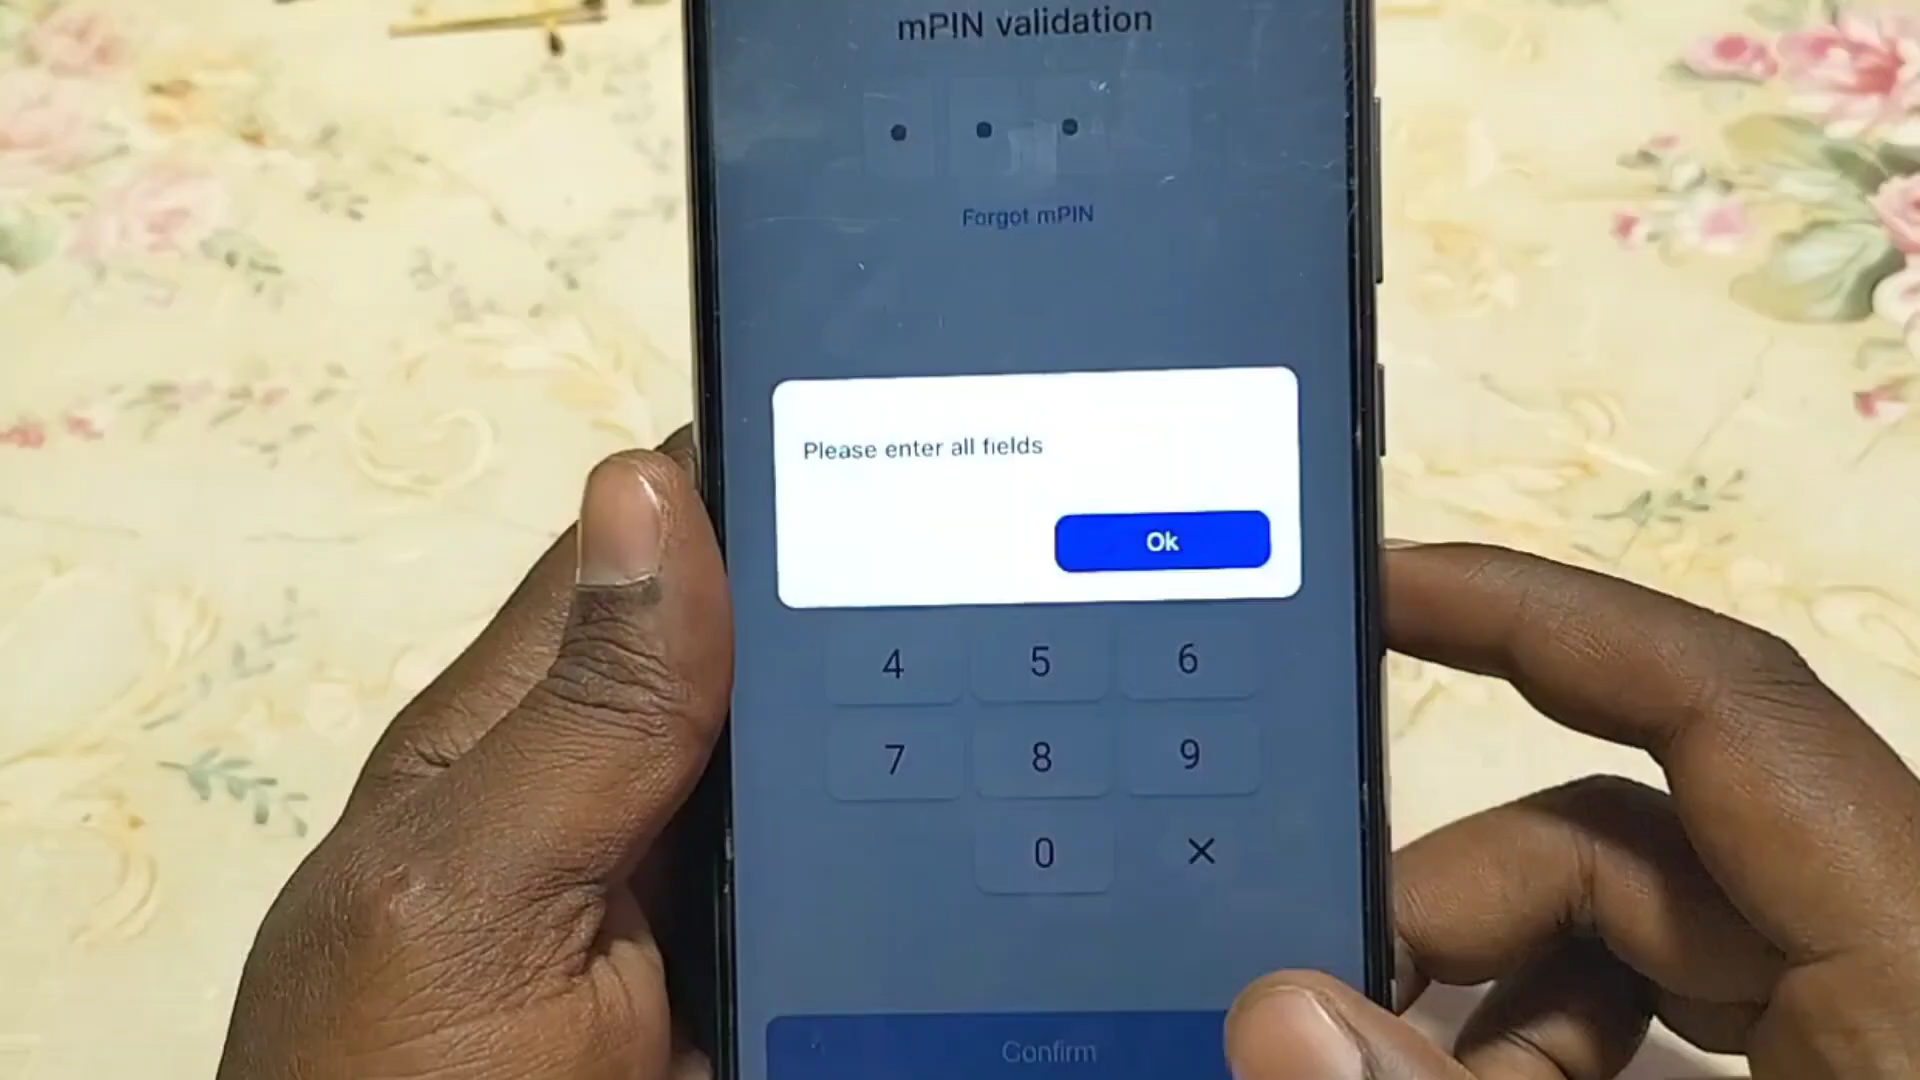 mPIN validation
Forgot mPIN
Please enter all fields
Ok
4 5 6
7 8 9
0 ×
Confirm